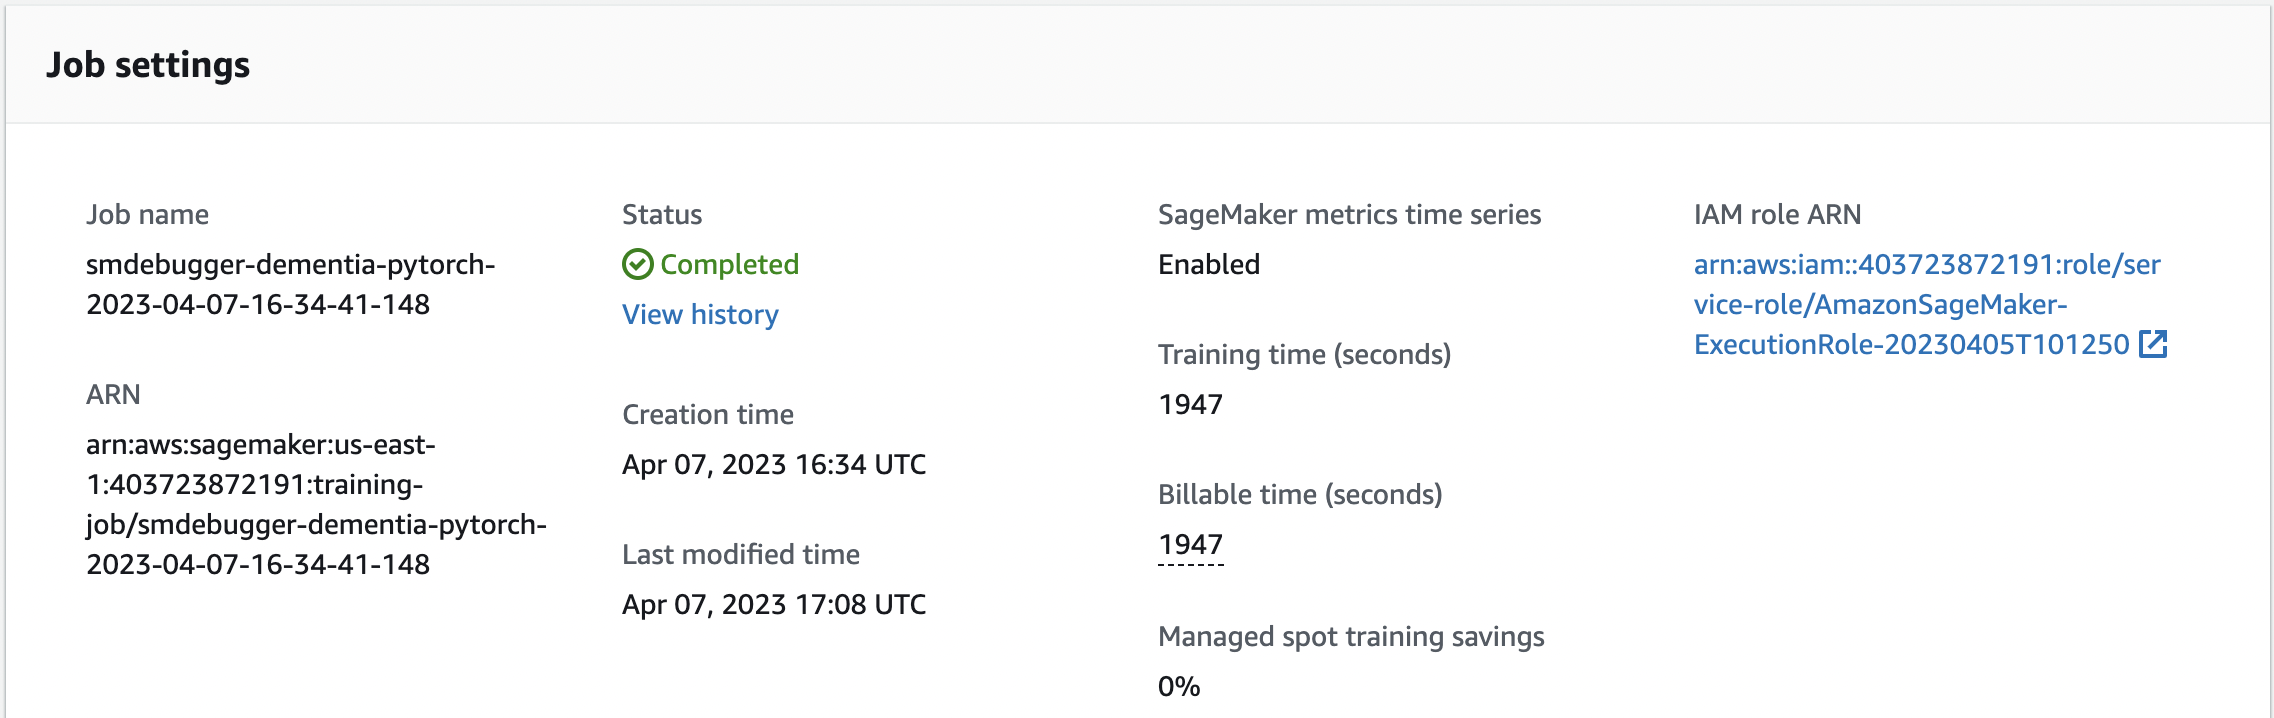 Job settings
Job name
smdebugger-dementia-pytorch-
2023-04-07-16-34-41-148
ARN
arn:aws:sagemaker:us-east-
1:403723872191:training-
job/smdebugger-dementia-pytorch-
2023-04-07-16-34-41-148
Status
Completed
View history
Creation time
Apr 07, 2023 16:34 UTC
Last modified time
Apr 07, 2023 17:08 UTC
SageMaker metrics time series
Enabled
Training time (seconds)
1947
Billable time (seconds)
1947
Managed spot training savings
0%
IAM role ARN
arn:aws:iam::403723872191:role/ser
vice-role/AmazonSageMaker-
ExecutionRole-20230405T101250